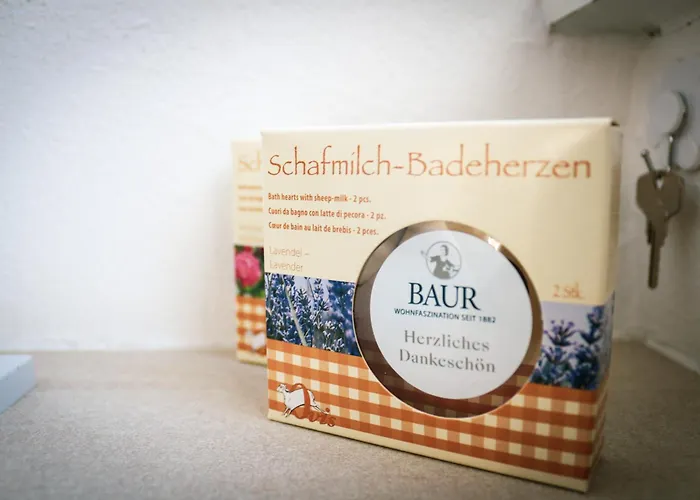 Schafmilch-Badeherzen
Bath hearts with sheep-milk - 2 pcs.
Cuori da bagno con latte di pecora - 2 pz.
Cœur de bain au lait de brebis - 2 pces.
Lavendel –
Lavender
2 Stk.
BAUR
WOHNFASZINATION SEIT 1882
Herzliches
Dankeschön
Ovis